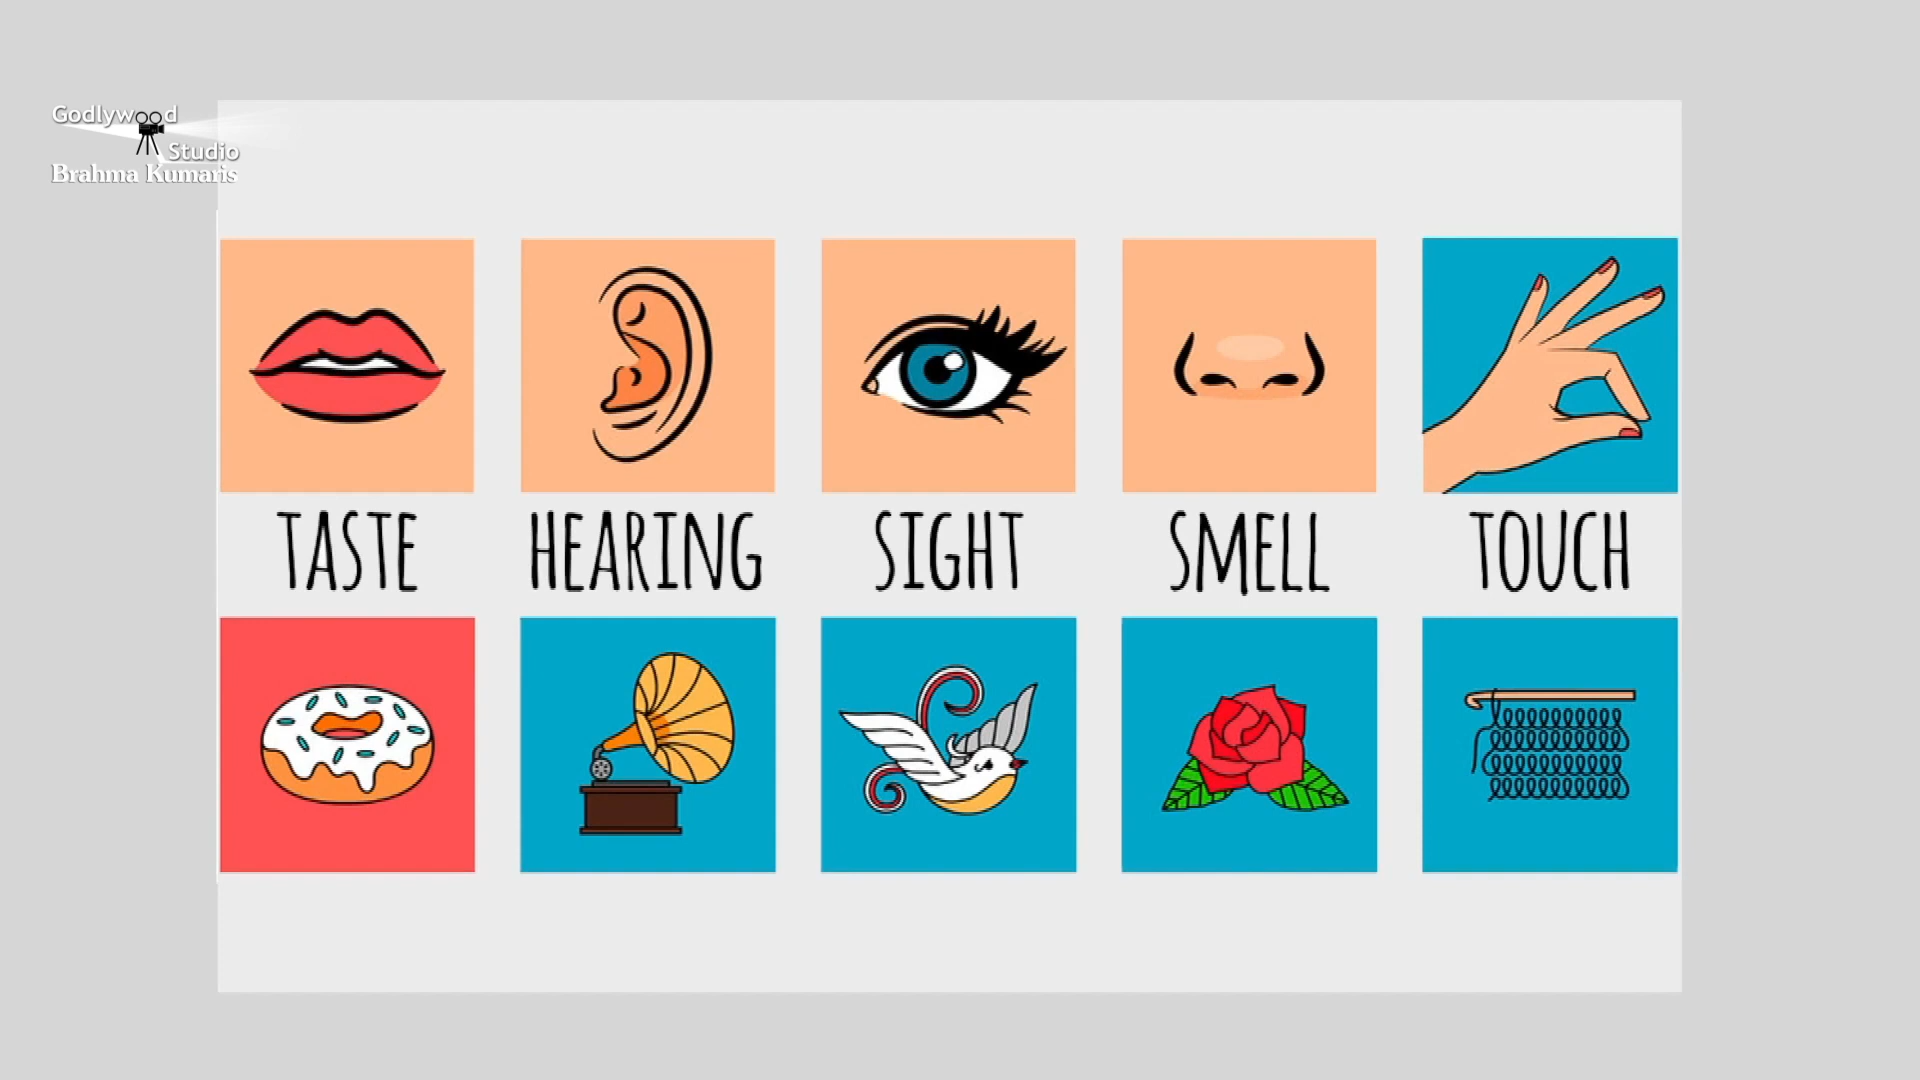 Godlywood
Studio
Brahma Kumaris
TASTE
HEARING
SIGHT
SMELL
TOUCH